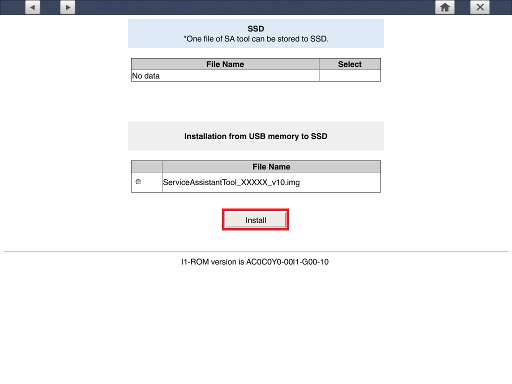 SSD
*One file of SA tool can be stored to SSD.
File Name Select
No data
Installation from USB memory to SSD
File Name
ServiceAssistantTool_XXXXX_v10.img
Install
I1-ROM version is AC0C0Y0-00I1-G00-10